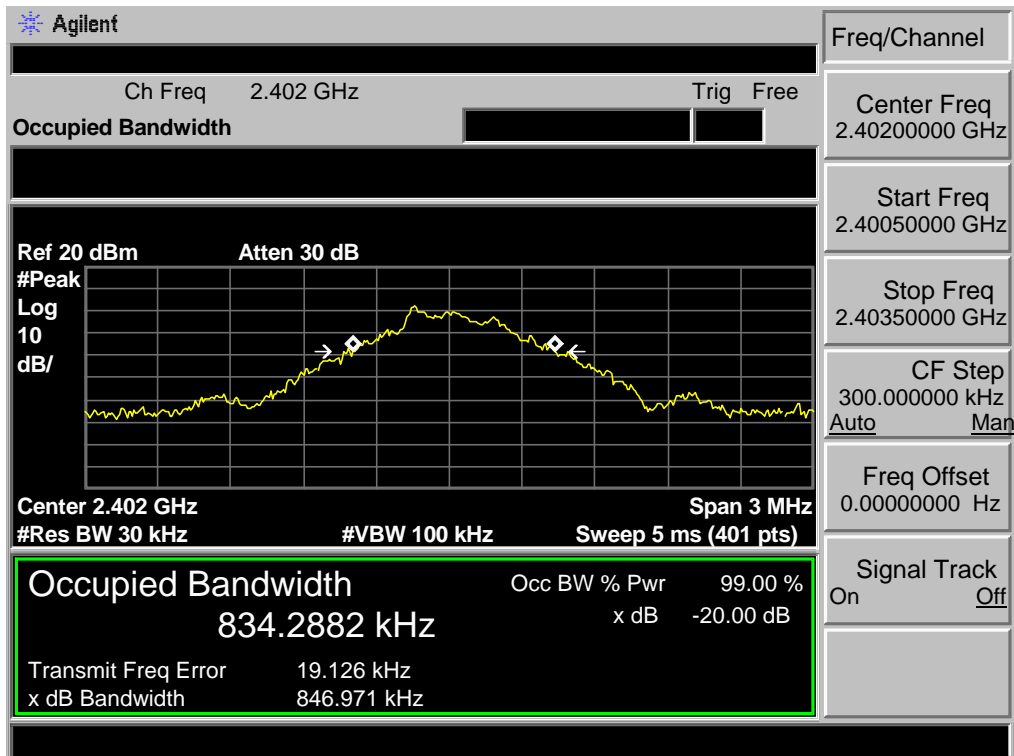 Agilent
Freq/Channel
Ch Freq 2.402 GHz Trig Free
Occupied Bandwidth
Center Freq
2.40200000 GHz
Start Freq
2.40050000 GHz
Stop Freq
2.40350000 GHz
CF Step
300.000000 kHz
Auto Man
Freq Offset
0.00000000 Hz
Signal Track
On Off
Ref 20 dBm Atten 30 dB
#Peak
Log
10
dB/
Center 2.402 GHz Span 3 MHz
#Res BW 30 kHz #VBW 100 kHz Sweep 5 ms (401 pts)
Occupied Bandwidth Occ BW % Pwr 99.00 %
834.2882 kHz x dB -20.00 dB
Transmit Freq Error 19.126 kHz
x dB Bandwidth 846.971 kHz